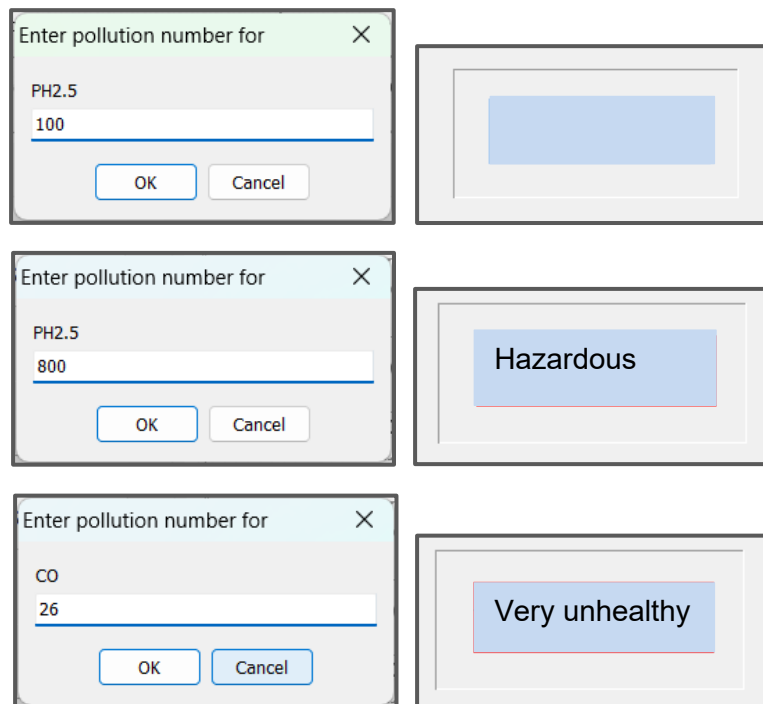 Enter pollution number for
PH2.5
100
OK Cancel
Enter pollution number for
PH2.5
800
OK Cancel
Hazardous
Enter pollution number for
CO
26
OK Cancel
Very unhealthy